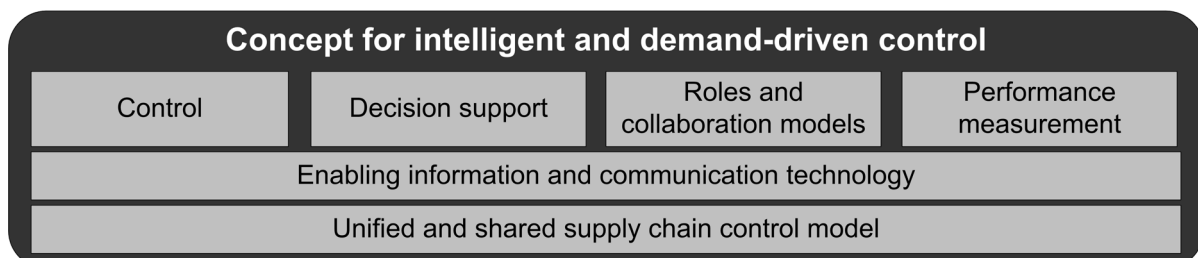 Concept for intelligent and demand-driven control
Control
Decision support
Roles and
collaboration models
Performance
measurement
Enabling information and communication technology
Unified and shared supply chain control model